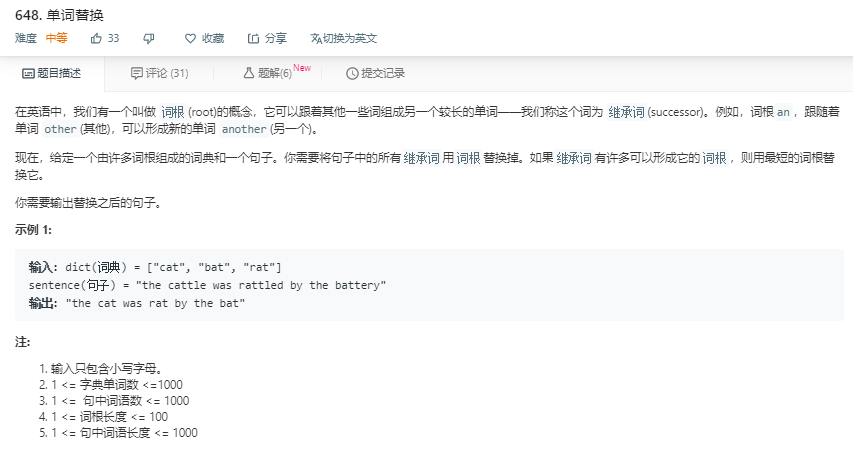 648. 单词替换
难度 中等 33 收藏 分享 切换为英文
题目描述 评论 (31) 题解(6) New 提交记录
在英语中，我们有一个叫做 词根 (root)的概念，它可以跟着其他一些词组成另一个较长的单词——我们称这个词为 继承词 (successor)。例如，词根 an ，跟随着
单词 other (其他)，可以形成新的单词 another (另一个)。
现在，给定一个由许多词根组成的词典和一个句子。你需要将句子中的所有 继承词 用 词根 替换掉。如果 继承词 有许多可以形成它的 词根 ，则用最短的词根替
换它。
你需要输出替换之后的句子。
示例 1:
输入: dict(词典) = ["cat", "bat", "rat"]
sentence(句子) = "the cattle was rattled by the battery"
输出: "the cat was rat by the bat"
注:
1. 输入只包含小写字母。
2. 1 <= 字典单词数 <=1000
3. 1 <= 句中词语数 <= 1000
4. 1 <= 词根长度 <= 100
5. 1 <= 句中词语长度 <= 1000